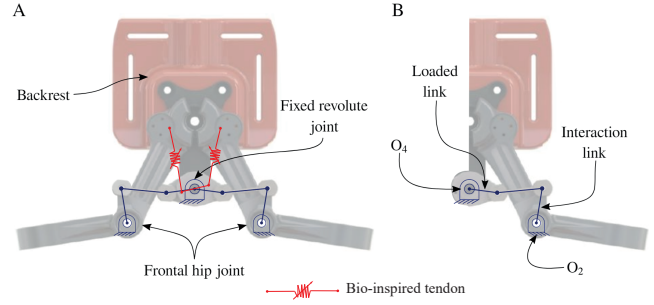 A
B
Backrest
Fixed revolute
joint
Loaded
link
Interaction
link
O4
O2
Frontal hip joint
Bio-inspired tendon